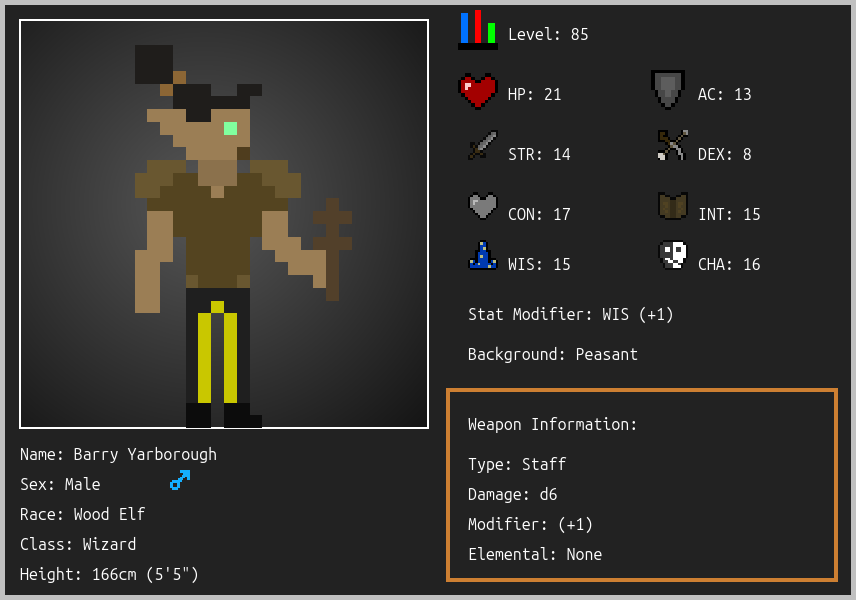 Level: 85
HP: 21
AC: 13
STR: 14
DEX: 8
CON: 17
INT: 15
WIS: 15
CHA: 16
Stat Modifier: WIS (+1)
Background: Peasant
Weapon Information:
Type: Staff
Damage: d6
Modifier: (+1)
Elemental: None
Name: Barry Yarborough
Sex: Male
Race: Wood Elf
Class: Wizard
Height: 166cm (5'5")